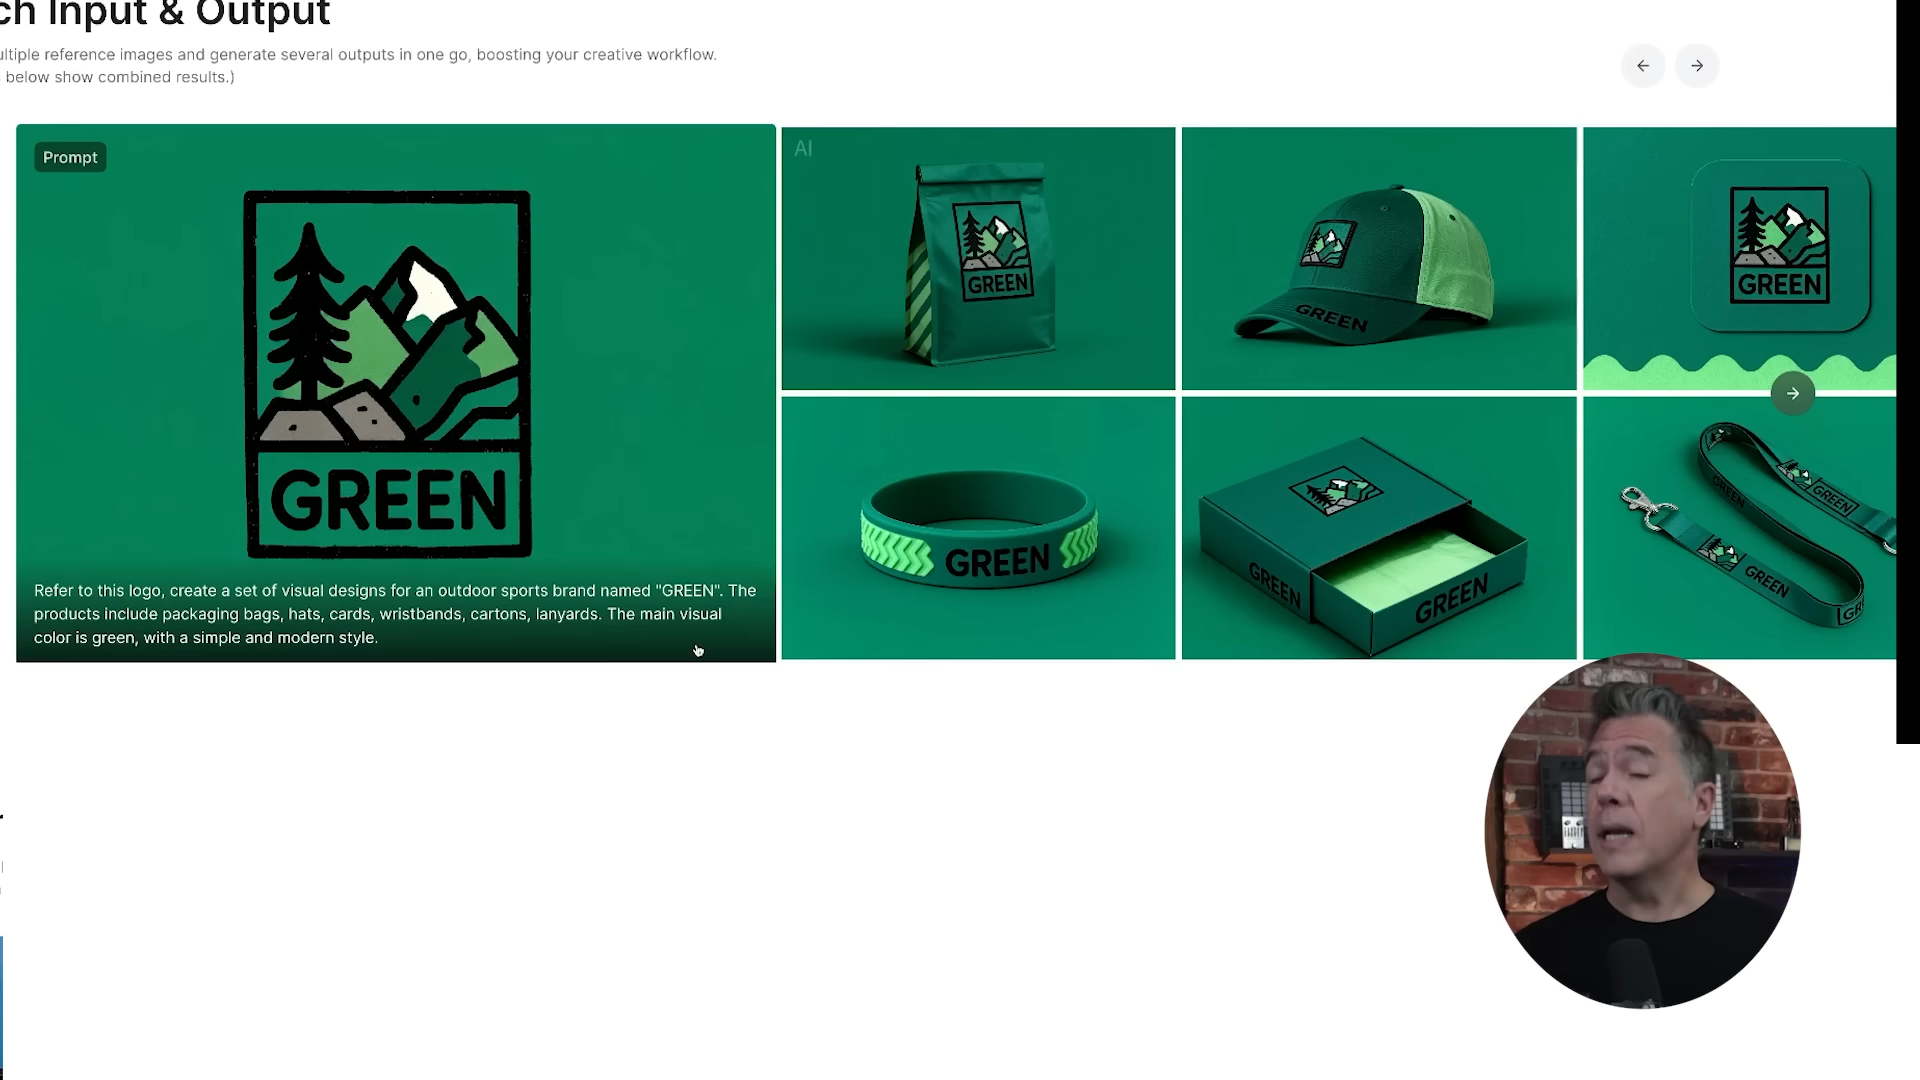 ch Input & Output
ultiple reference images and generate several outputs in one go, boosting your creative workflow.
below show combined results.)
Prompt
GREEN
Refer to this logo, create a set of visual designs for an outdoor sports brand named "GREEN". The
products include packaging bags, hats, cards, wristbands, cartons, lanyards. The main visual
color is green, with a simple and modern style.
AI
GREEN
GREEN
GREEN
GREEN
GREEN
GREEN
GREEN
GREEN
GREEN
GR